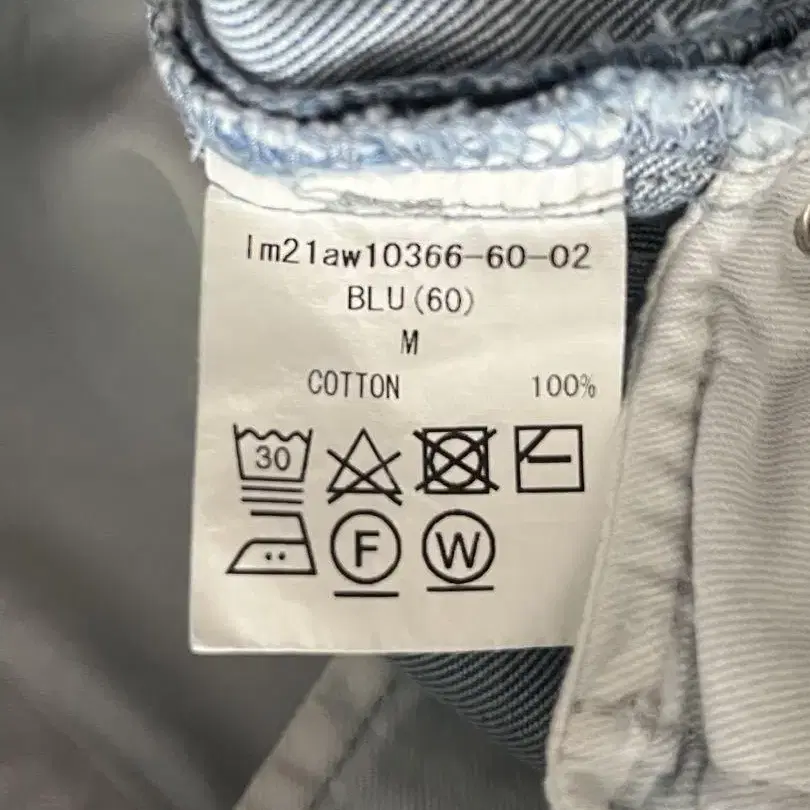 lm21aw10366-60-02
BLU(60)
M
COTTON 100%
30
F W